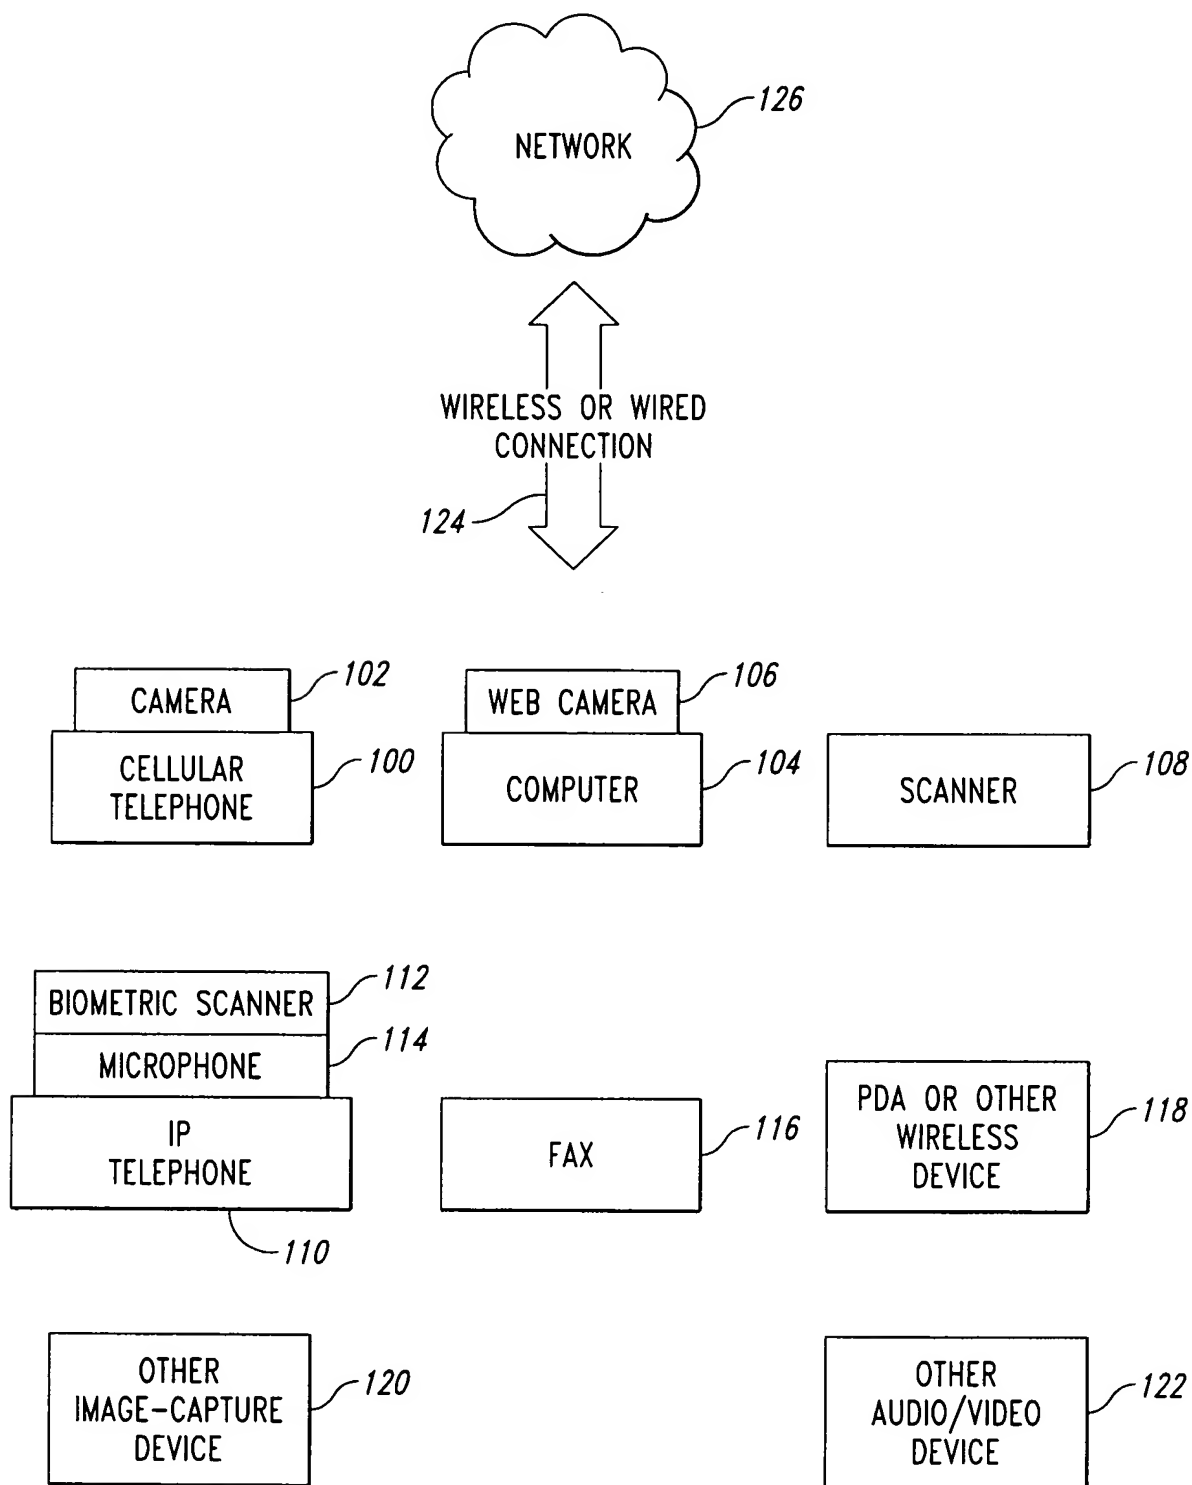 126
NETWORK
WIRELESS OR WIRED
CONNECTION
124
102
CAMERA
106
WEB CAMERA
CELLULAR
TELEPHONE
100
COMPUTER
104
SCANNER
108
112
BIOMETRIC SCANNER
114
MICROPHONE
IP
TELEPHONE
110
FAX
116
PDA OR OTHER
WIRELESS
DEVICE
118
OTHER
IMAGE-CAPTURE
DEVICE
120
OTHER
AUDIO/VIDEO
DEVICE
122